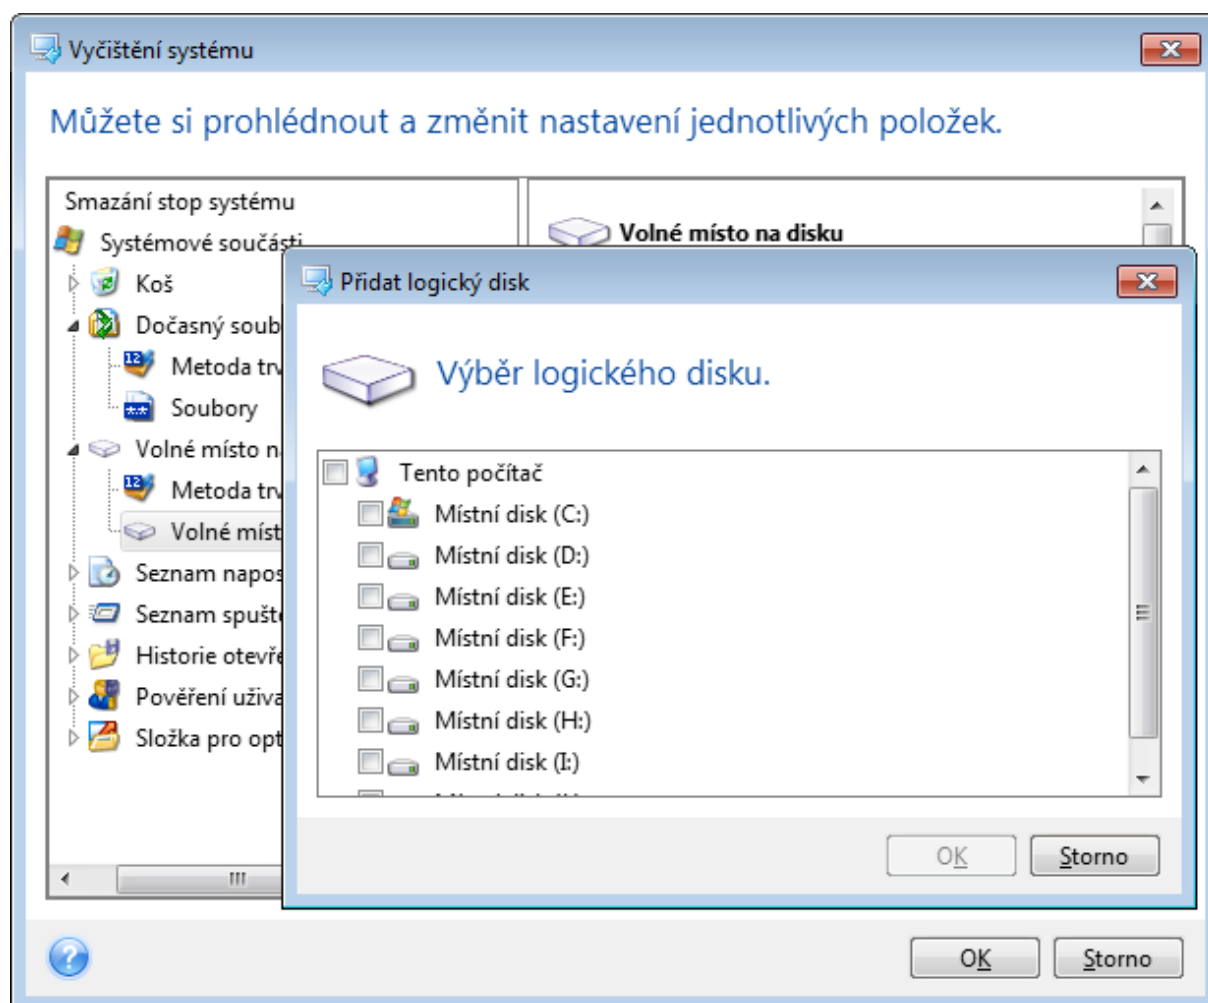 Vyčištění systému
Můžete si prohlédnout a změnit nastavení jednotlivých položek.
Smazání stop systému
Systémové součásti
Koš
Dočasný soub
Metoda trv
Soubory
Volné místo n
Metoda trv
Volné míst
Seznam napos
Seznam spušt
Historie otevř
Pověření uživa
Složka pro opt
Volné místo na disku
Přidat logický disk
Výběr logického disku.
Tento počítač
Místní disk (C:)
Místní disk (D:)
Místní disk (E:)
Místní disk (F:)
Místní disk (G:)
Místní disk (H:)
Místní disk (I:)
OK
Storno
OK
Storno